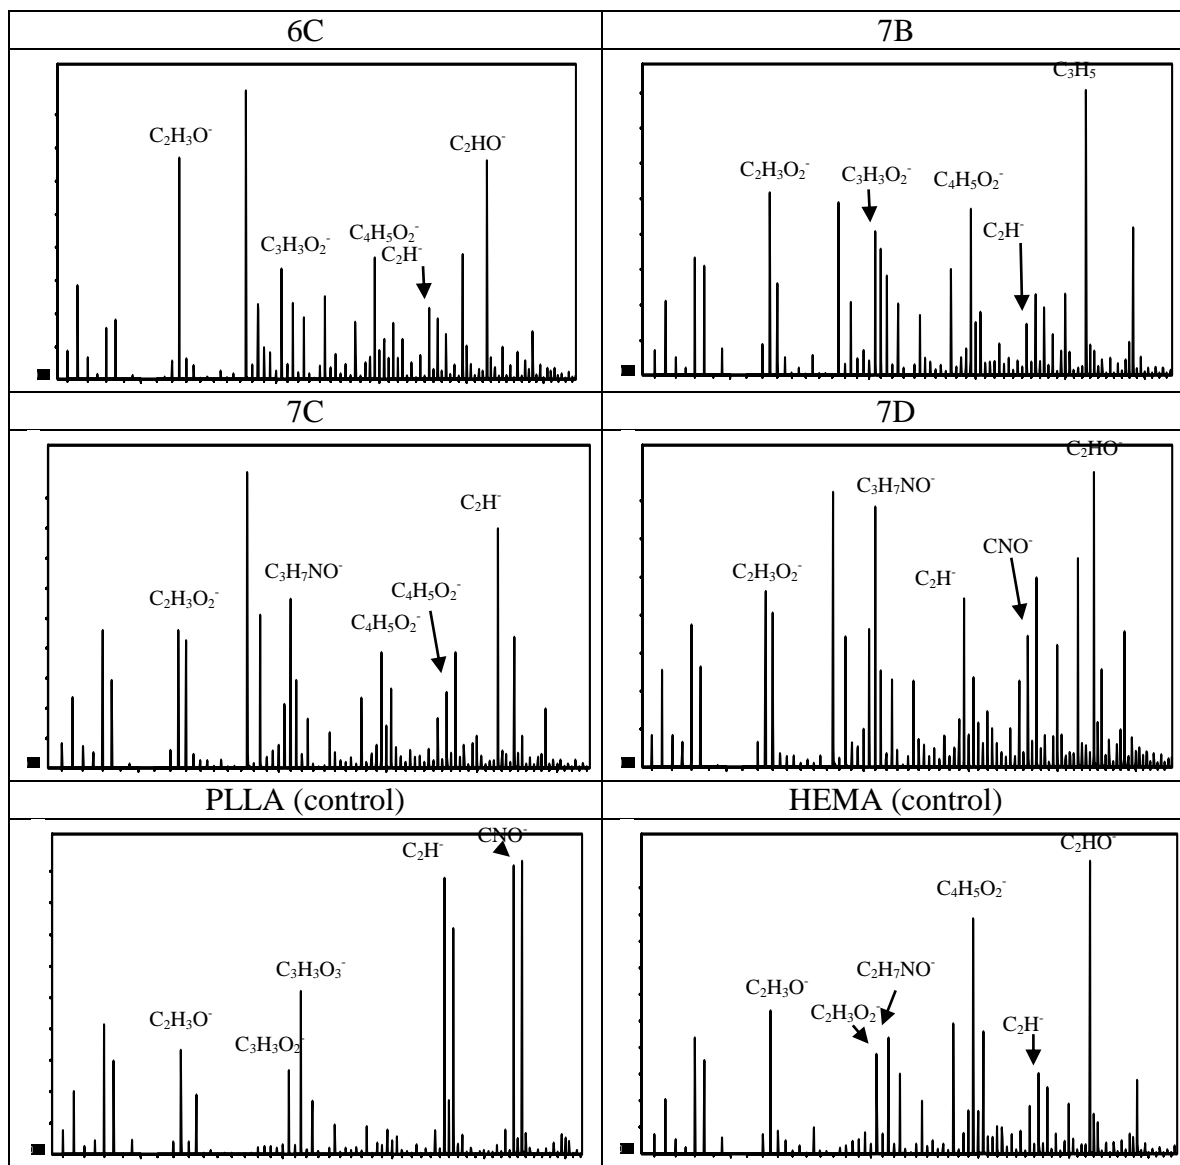 6C
7B
C₂H₃O⁻
C₂HO⁻
C₃H₃O₂⁻
C₄H₅O₂⁻
C₂H⁻
C₃H₅
C₂H₃O₂⁻
C₃H₃O₂⁻
C₄H₅O₂⁻
C₂H⁻
7C
7D
C₂H⁻
C₃H₇NO⁻
C₂H₃O₂⁻
C₄H₅O₂⁻
C₄H₅O₂⁻
C₂HO⁻
C₃H₇NO⁻
CNO⁻
C₂H₃O₂⁻
C₂H⁻
PLLA (control)
HEMA (control)
CNO⁻
C₂H⁻
C₃H₃O₃⁻
C₂H₃O⁻
C₃H₃O₂⁻
C₂HO⁻
C₄H₅O₂⁻
C₂H₇NO⁻
C₂H₃O⁻
C₂H₃O₂⁻
C₂H⁻